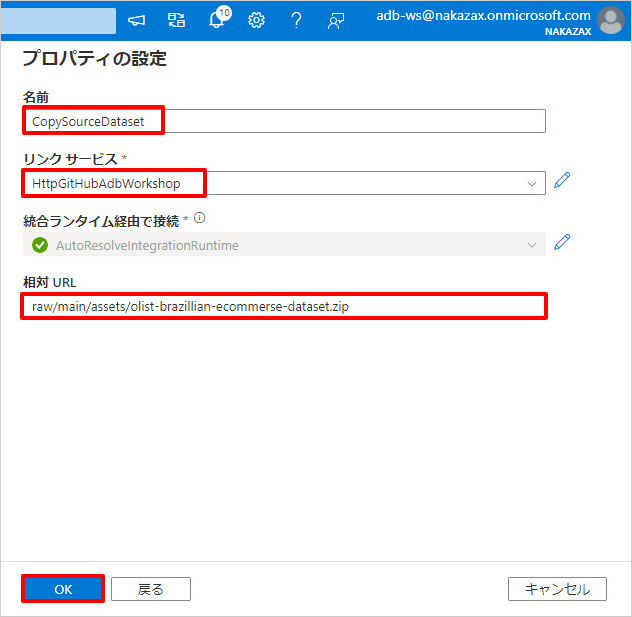 10
adb-ws@nakazax.onmicrosoft.com
NAKAZAX
プロパティの設定
名前
CopySourceDataset
リンク サービス *
HttpGitHubAdbWorkshop
統合ランタイム経由で接続 *
AutoResolveIntegrationRuntime
相対 URL
raw/main/assets/olist-brazillian-ecommerse-dataset.zip
OK 戻る キャンセル